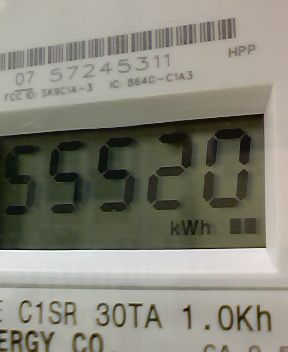 HPP
07 57245311
FCC ID: SK9C1A-3 IC: 864G-C1A3
55520
kWh
C1SR 30TA 1.0Kh
ERGY CO